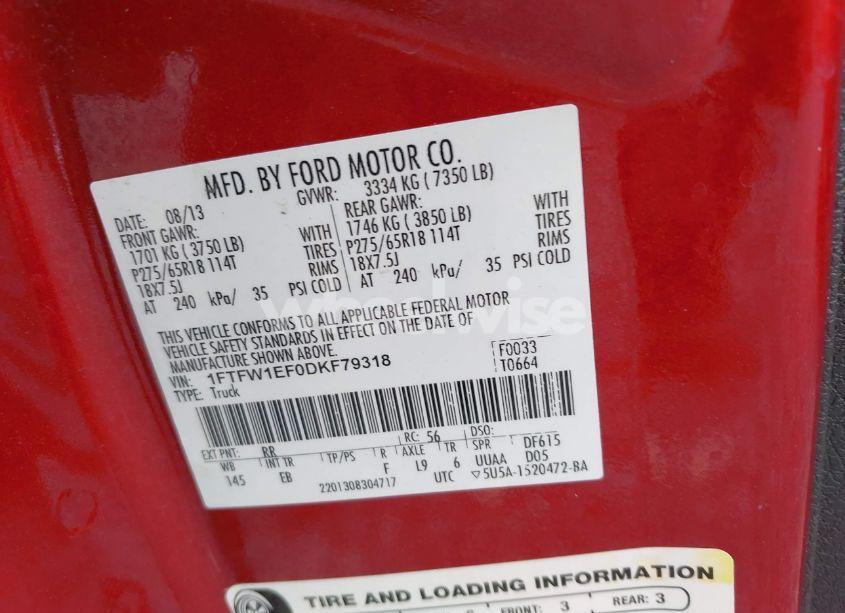 MFD. BY FORD MOTOR CO.
DATE: 08/13 GVWR: 3334 KG ( 7350 LB)
FRONT GAWR: REAR GAWR:
1701 KG ( 3750 LB) WITH 1746 KG ( 3850 LB) WITH
P275/65R18 114T TIRES P275/65R18 114T TIRES
18X7.5J RIMS 18X7.5J RIMS
AT 240 kPa/ 35 PSI COLD AT 240 kPa/ 35 PSI COLD
THIS VEHICLE CONFORMS TO ALL APPLICABLE FEDERAL MOTOR
VEHICLE SAFETY STANDARDS IN EFFECT ON THE DATE OF
MANUFACTURE SHOWN ABOVE.
VIN: 1FTFW1EF0DKF79318 F0033
TYPE: Truck T0664
EXT PNT: RR RC: 56 DSO:
WB INT TR TP/PS R AXLE TR SPR DF615
145 EB F L9 6 UUAA D05
2201308304717 UTC ▽5U5A-1520472-BA
TIRE AND LOADING INFORMATION
FRONT: 3 REAR: 3